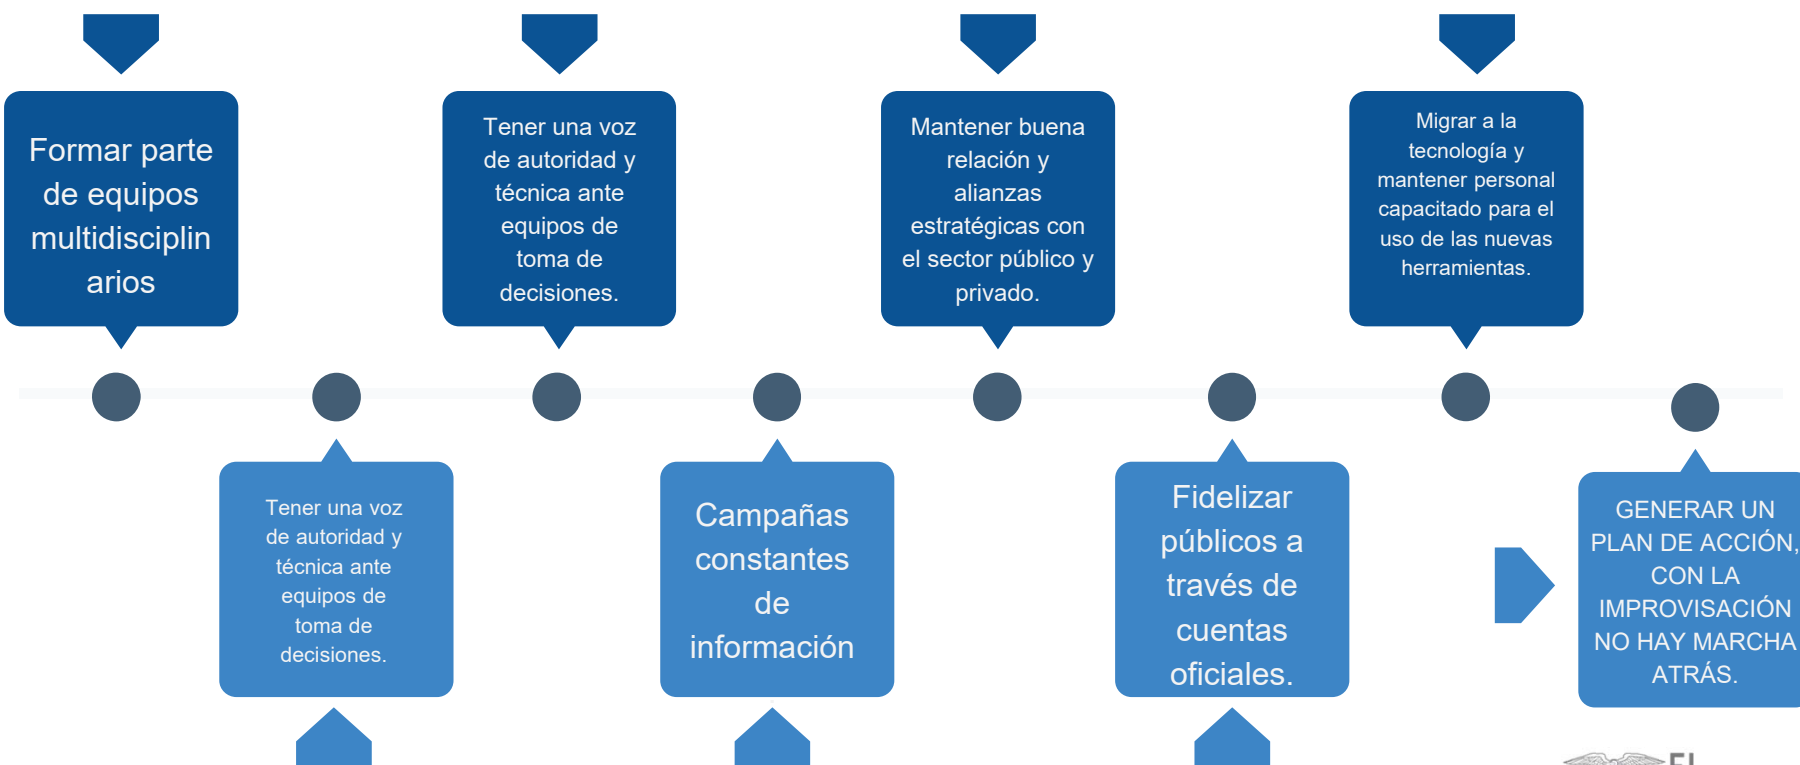 Formar parte
de equipos
multidisciplin
arios
Tener una voz
de autoridad y
técnica ante
equipos de
toma de
decisiones.
Mantener buena
relación y
alianzas
estratégicas con
el sector público y
privado.
Migrar a la
tecnología y
mantener personal
capacitado para el
uso de las nuevas
herramientas.
Tener una voz
de autoridad y
técnica ante
equipos de
toma de
decisiones.
Campañas
constantes
de
información
Fidelizar
públicos a
través de
cuentas
oficiales.
GENERAR UN
PLAN DE ACCIÓN,
CON LA
IMPROVISACIÓN
NO HAY MARCHA
ATRÁS.